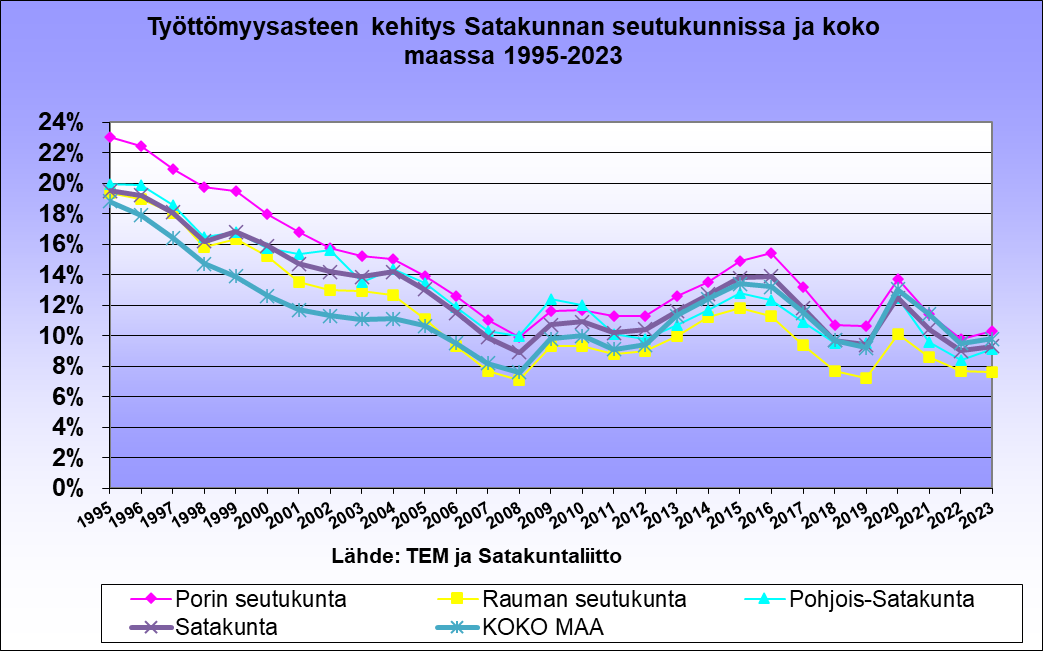 Työttömyysasteen kehitys Satakunnan seutukunnissa ja koko
maassa 1995-2023
24%
22%
20%
18%
16%
14%
12%
10%
8%
6%
4%
2%
0%
1995 1996 1997 1998 1999 2000 2001 2002 2003 2004 2005 2006 2007 2008 2009 2010 2011 2012 2013 2014 2015 2016 2017 2018 2019 2020 2021 2022 2023
Lähde: TEM ja Satakuntaliitto
Porin seutukunta Rauman seutukunta Pohjois-Satakunta
Satakunta KOKO MAA